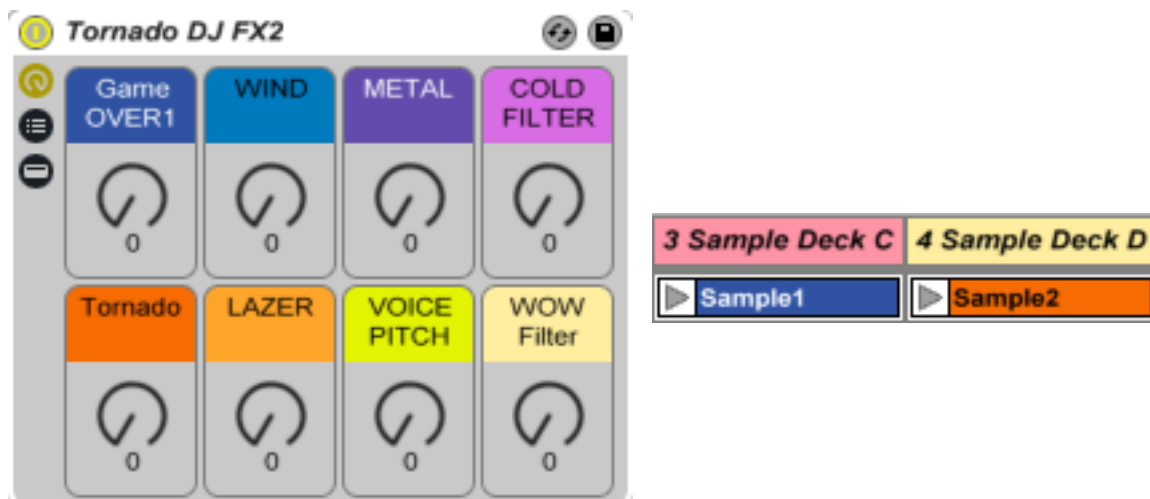 Tornado DJ FX2
Game OVER1
WIND
METAL
COLD FILTER
0
0
0
0
Tornado
LAZER
VOICE PITCH
WOW Filter
0
0
0
0
3 Sample Deck C
4 Sample Deck D
Sample1
Sample2